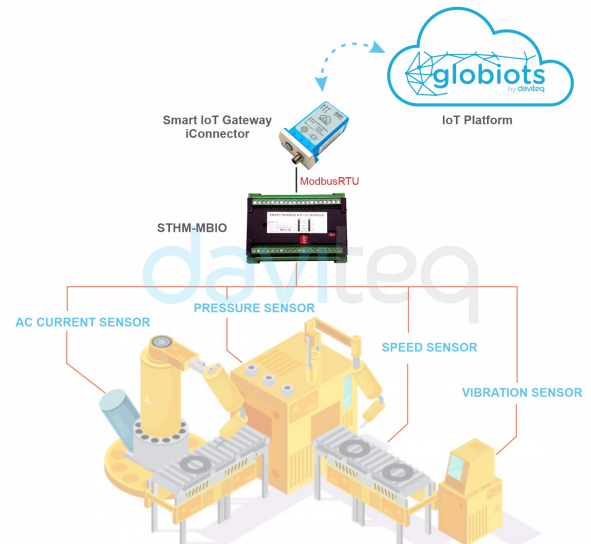 globiots
by daviteq
Smart IoT Gateway
iConnector
IoT Platform
ModbusRTU
STHM-MBIO
daviteq
AC CURRENT SENSOR
PRESSURE SENSOR
SPEED SENSOR
VIBRATION SENSOR